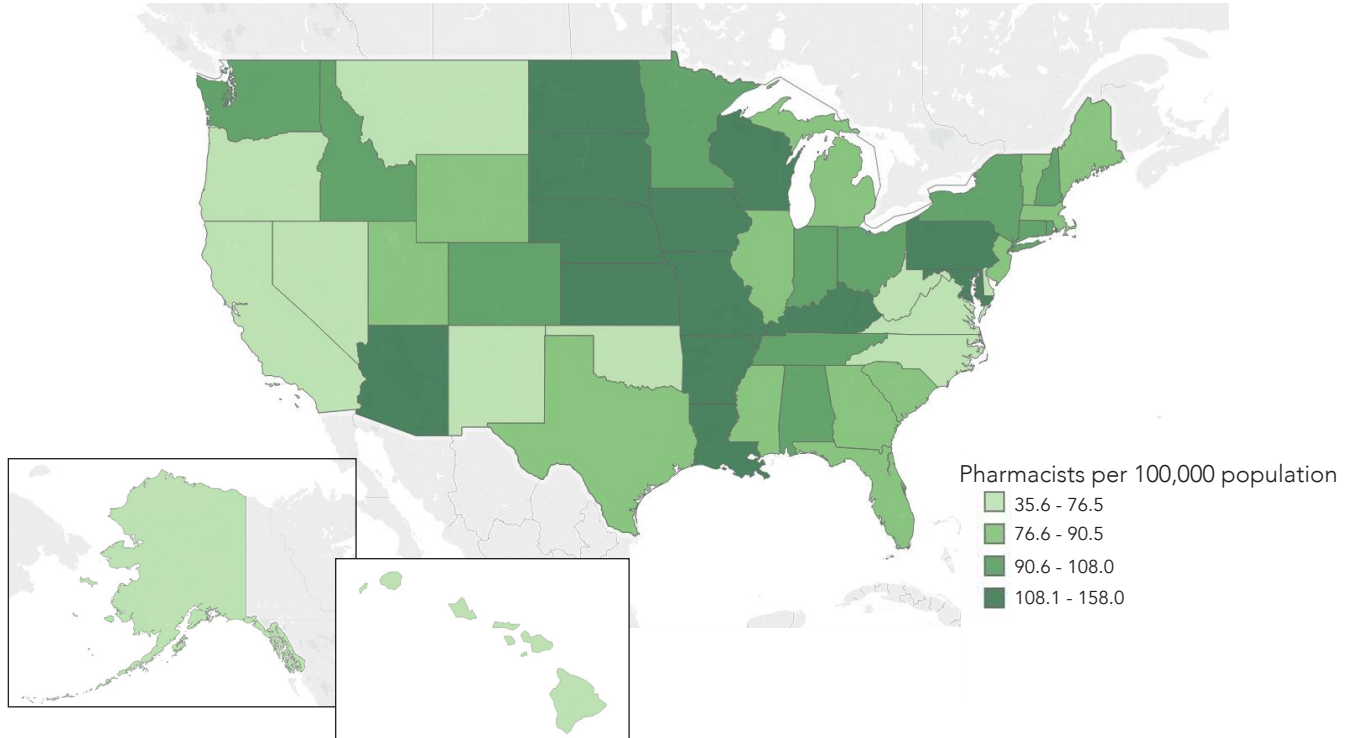 Pharmacists per 100,000 population
35.6 - 76.5
76.6 - 90.5
90.6 - 108.0
108.1 - 158.0